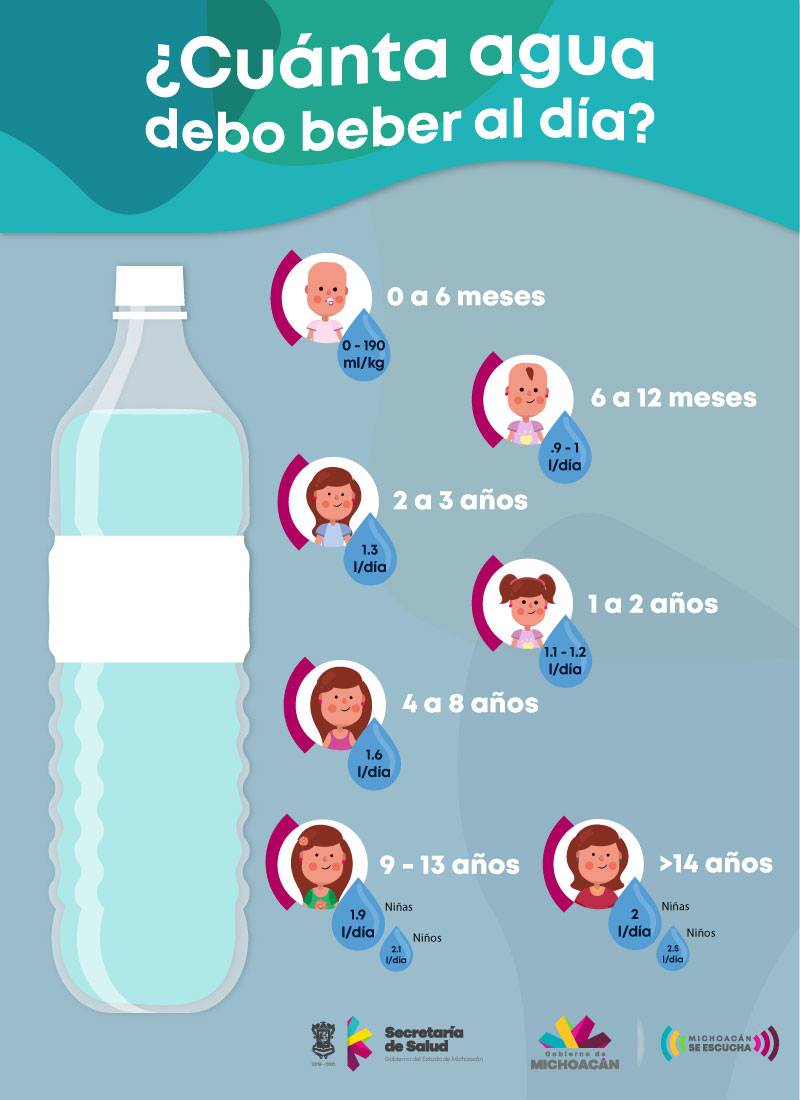 ¿Cuánta agua
debo beber al día?
0 a 6 meses
0 - 190
ml/kg
6 a 12 meses
.9 - 1
l/día
2 a 3 años
1.3
l/día
1 a 2 años
1.1 - 1.2
l/día
4 a 8 años
1.6
l/día
9 - 13 años
1.9
l/día
Niñas
2.1
l/día
Niños
>14 años
2
l/día
Niñas
2.5
l/día
Niños
Secretaría
de Salud
Gobierno del Estado de Michoacán
Gobierno de
MICHOACÁN
MICHOACÁN
SE ESCUCHA